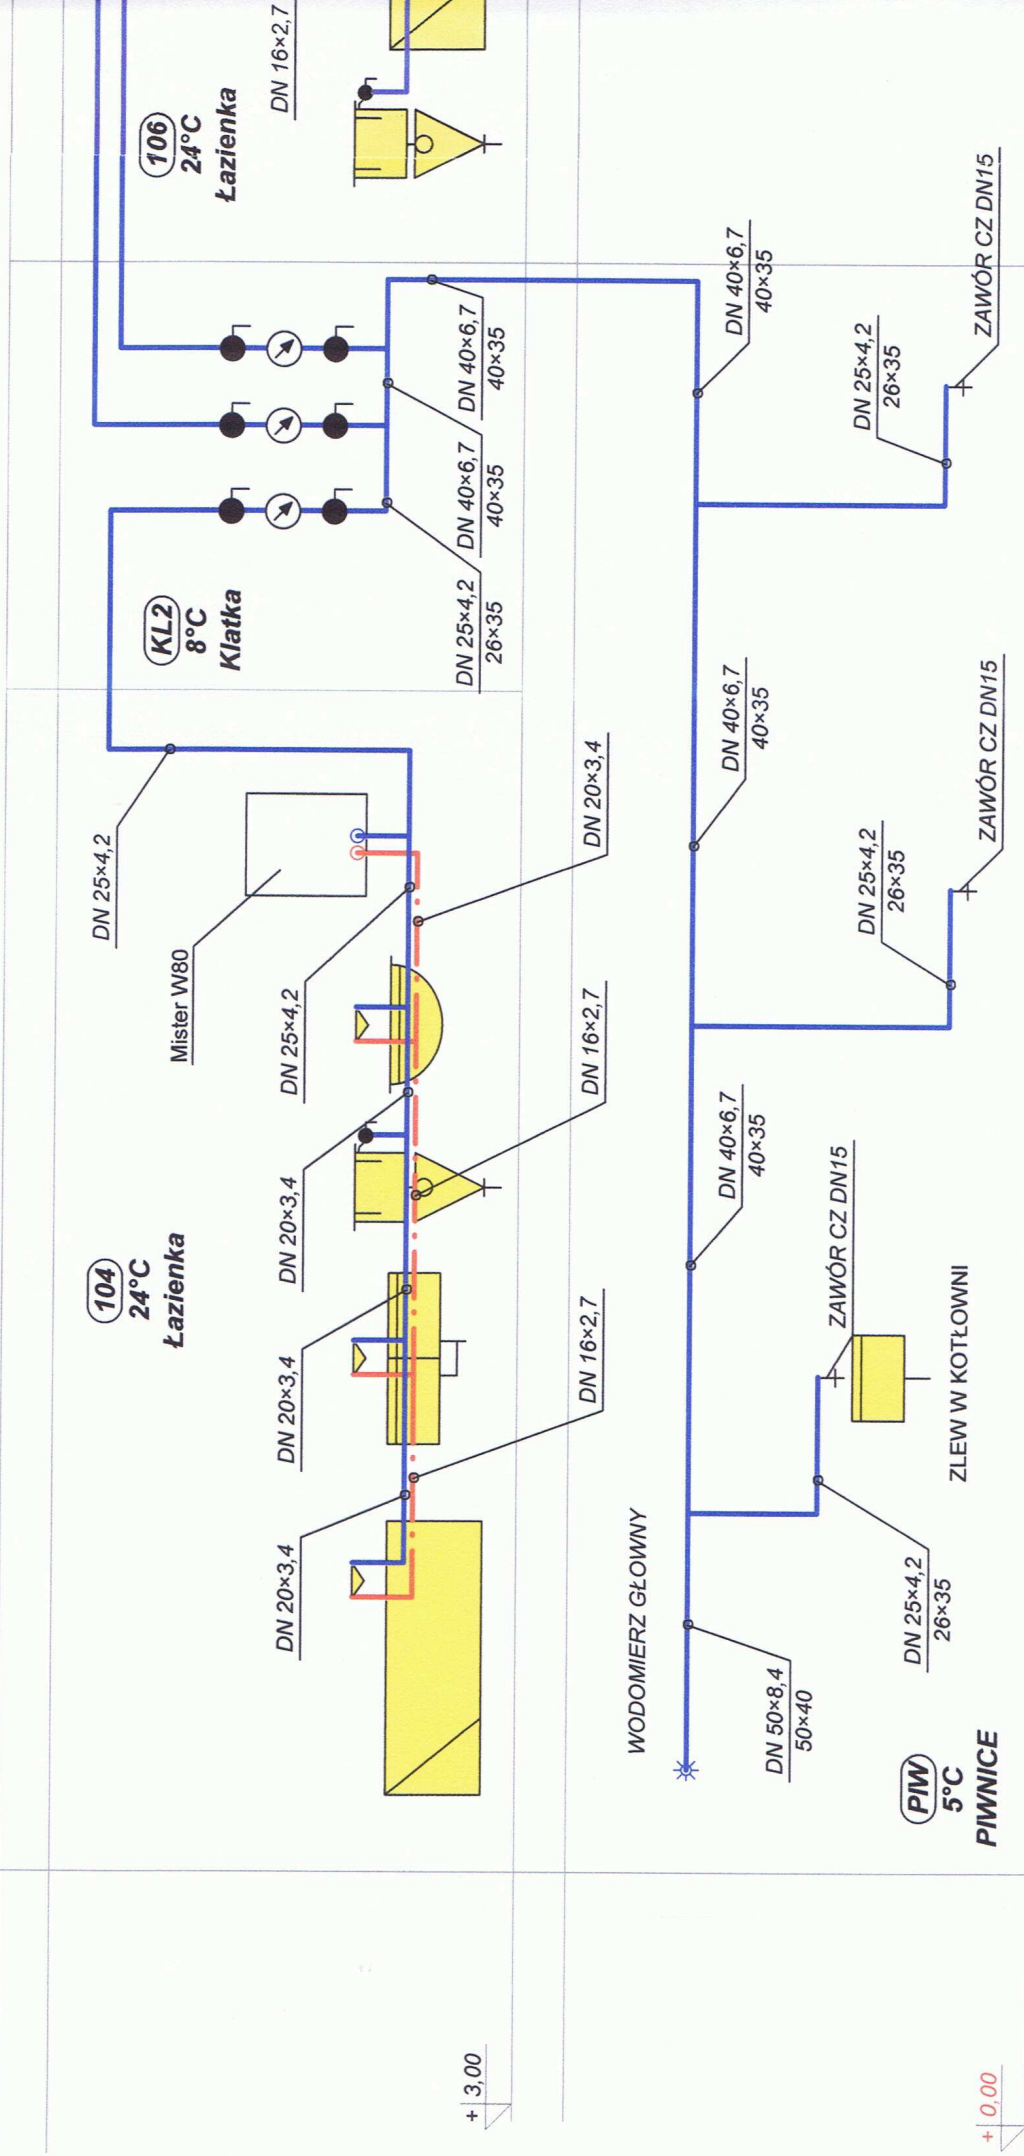 104
24°C
Łazienka
KL2
8°C
Klatka
106
24°C
Łazienka
DN 25×4,2
Mister W80
DN 16×2,7
DN 20×3,4
DN 20×3,4
DN 20×3,4
DN 25×4,2
DN 25×4,2
26×35
DN 40×6,7
40×35
DN 40×6,7
40×35
DN 16×2,7
DN 16×2,7
DN 20×3,4
+ 3,00
WODOMIERZ GŁOWNY
DN 50×8,4
50×40
DN 40×6,7
40×35
DN 40×6,7
40×35
DN 40×6,7
40×35
ZAWÓR CZ DN15
DN 25×4,2
26×35
DN 25×4,2
26×35
DN 25×4,2
26×35
ZLEW W KOTŁOWNI
ZAWÓR CZ DN15
ZAWÓR CZ DN15
PIW
5°C
PIWNICE
+ 0,00